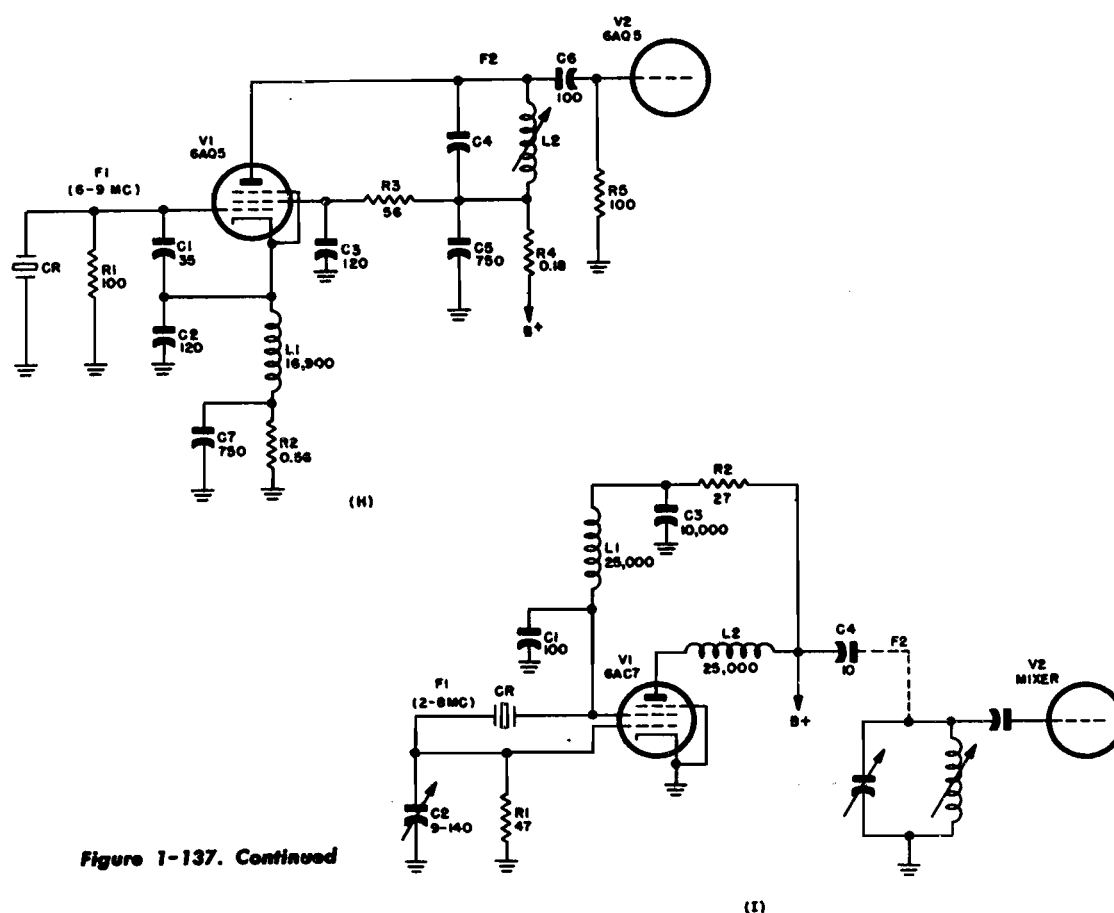 V2
6AQ5
F2
C6
100
C4
L2
V1
6AQ5
F1
(6-9 MC)
R3
56
R5
100
CR
R1
100
C1
35
C3
120
C5
750
R4
0.18
B+
C2
120
L1
16,900
C7
750
R2
0.56
(H)
R2
27
C3
10,000
L1
25,000
C1
100
V1
6AC7
L2
25,000
C4
10
F2
V2
MIXER
F1
(2-8MC)
CR
B+
C2
9-140
R1
47
Figure 1-137. Continued
(I)